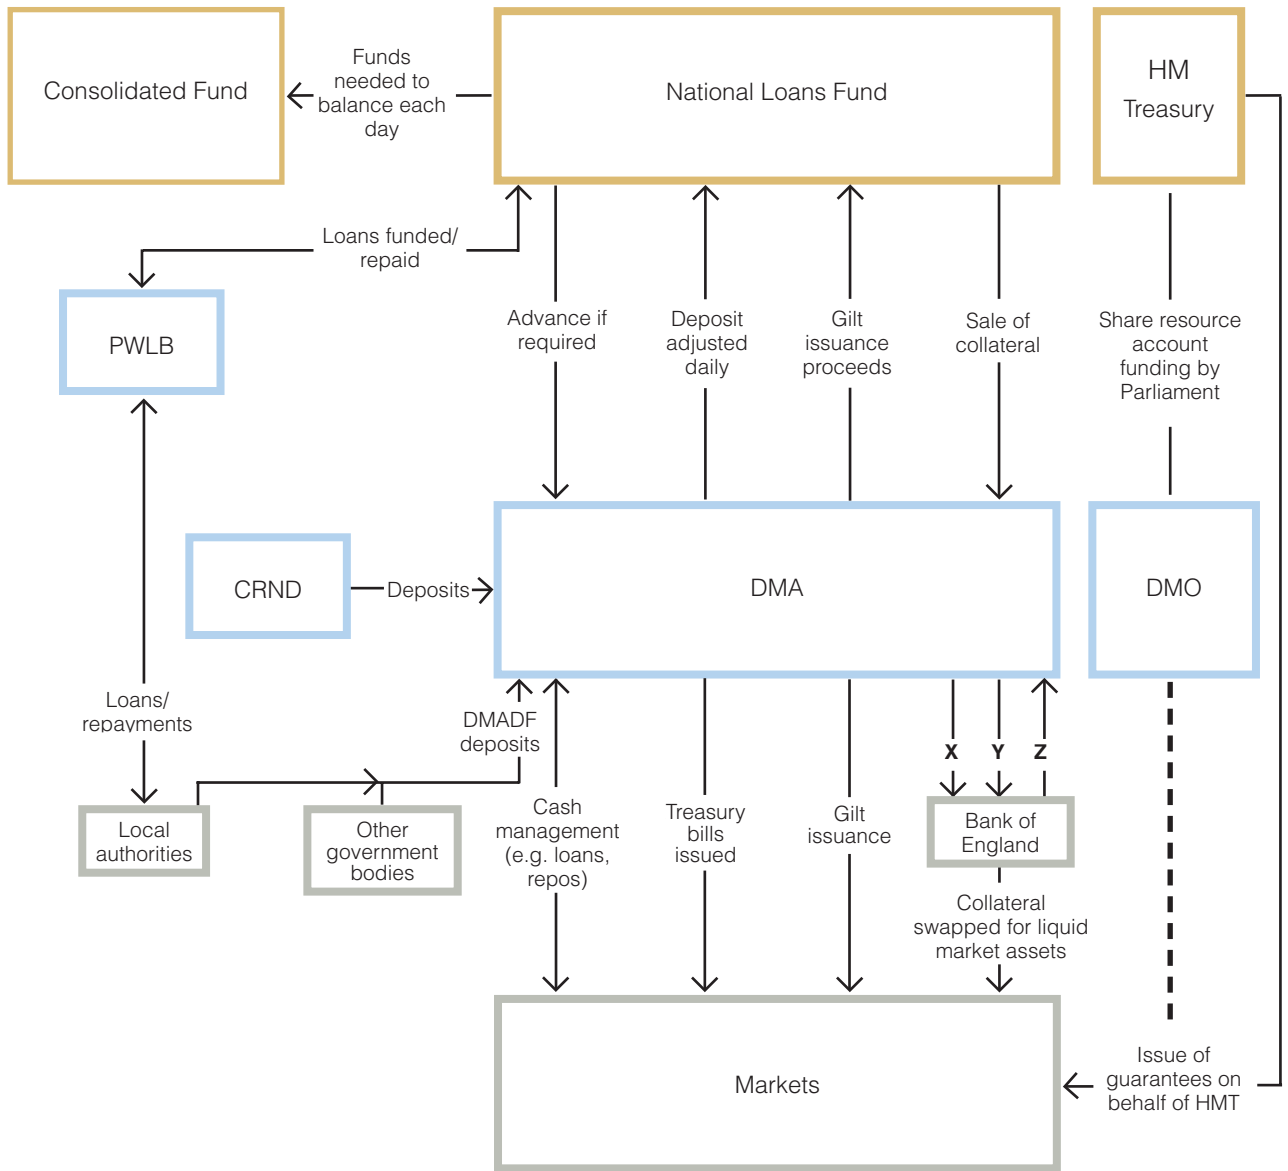 Consolidated Fund
Funds
needed to
balance each
day
National Loans Fund
HM
Treasury
Loans funded/
repaid
PWLB
Advance if
required
Deposit
adjusted
daily
Gilt
issuance
proceeds
Sale of
collateral
Share resource
account
funding by
Parliament
CRND
Deposits
DMA
DMO
Loans/
repayments
DMADF
deposits
X
Y
Z
Local
authorities
Other
government
bodies
Cash
management
(e.g. loans,
repos)
Treasury
bills
issued
Gilt
issuance
Bank of
England
Collateral
swapped for liquid
market assets
Markets
Issue of
guarantees on
behalf of HMT